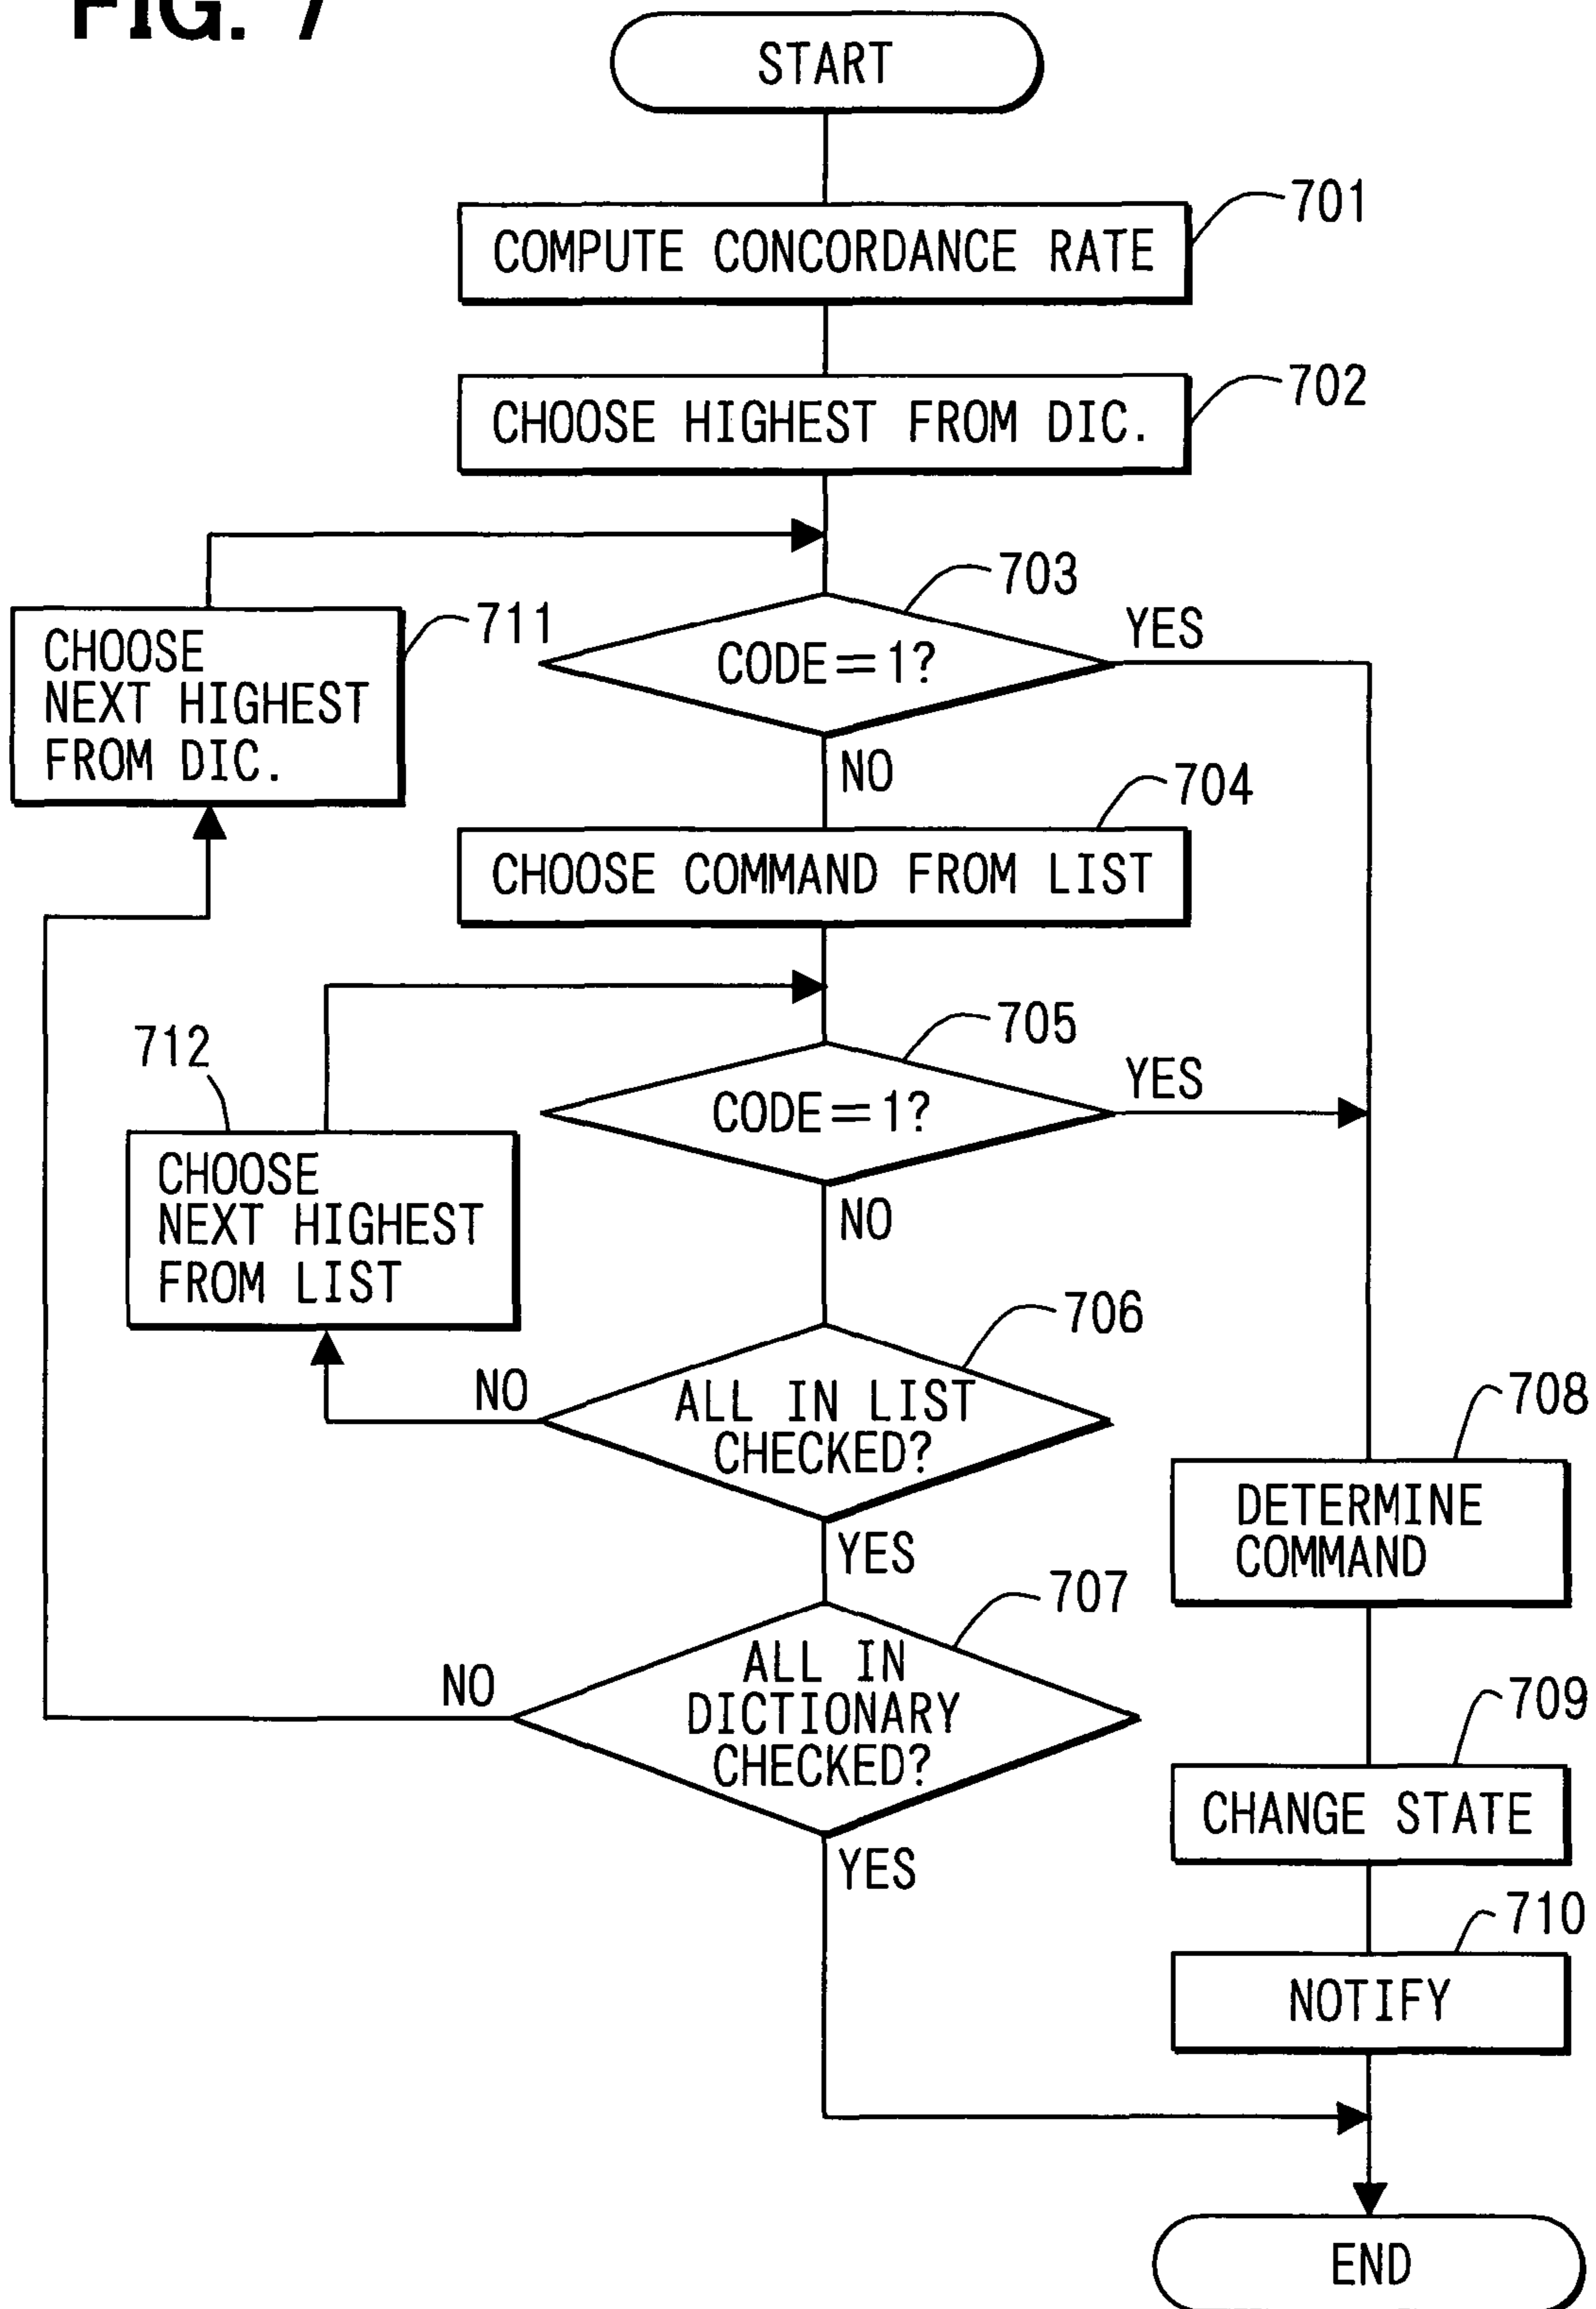 FIG. 7
START
701
COMPUTE CONCORDANCE RATE
702
CHOOSE HIGHEST FROM DIC.
703
711
CHOOSE
NEXT HIGHEST
FROM DIC.
CODE=1?
YES
NO
704
CHOOSE COMMAND FROM LIST
705
712
CODE=1?
YES
CHOOSE
NEXT HIGHEST
FROM LIST
NO
706
NO
ALL IN LIST
CHECKED?
708
DETERMINE
COMMAND
YES
707
NO
ALL IN
DICTIONARY
CHECKED?
709
CHANGE STATE
YES
710
NOTIFY
END